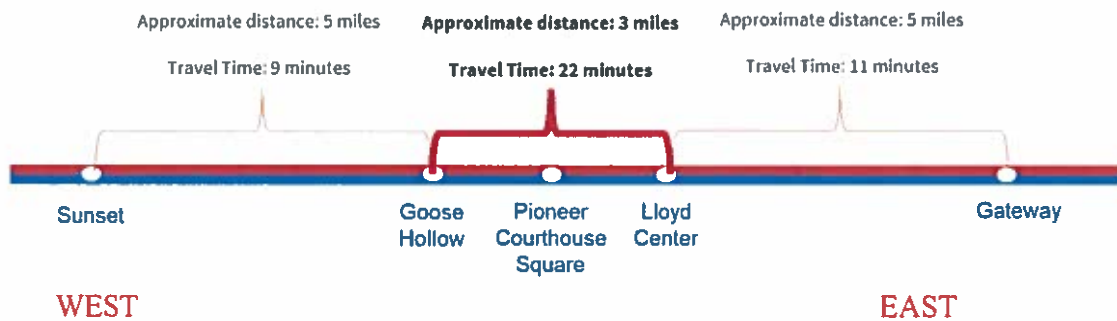 Approximate distance: 5 miles
Approximate distance: 3 miles
Approximate distance: 5 miles
Travel Time: 9 minutes
Travel Time: 22 minutes
Travel Time: 11 minutes
Sunset
Goose
Hollow
Pioneer
Courthouse
Square
Lloyd
Center
Gateway
WEST
EAST